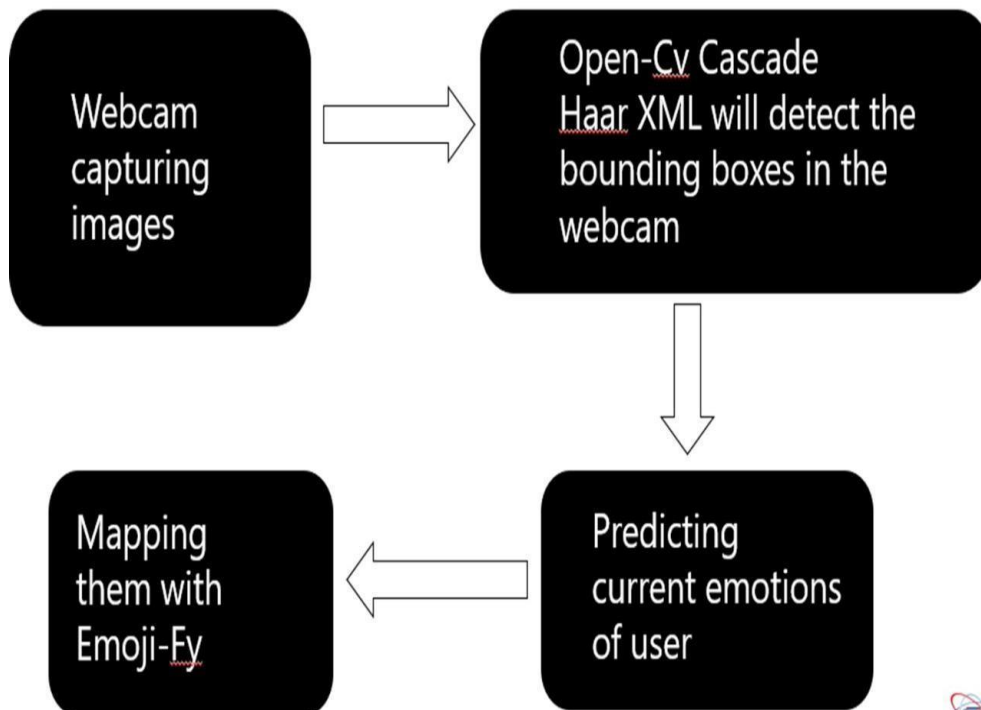 Webcam
capturing
images
Open-Cv Cascade
Haar XML will detect the
bounding boxes in the
webcam
Predicting
current emotions
of user
Mapping
them with
Emoji-Fy